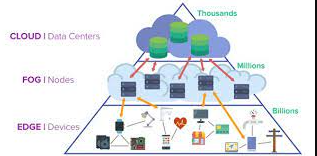 Thousands
CLOUD | Data Centers
Millions
FOG | Nodes
Billions
EDGE | Devices